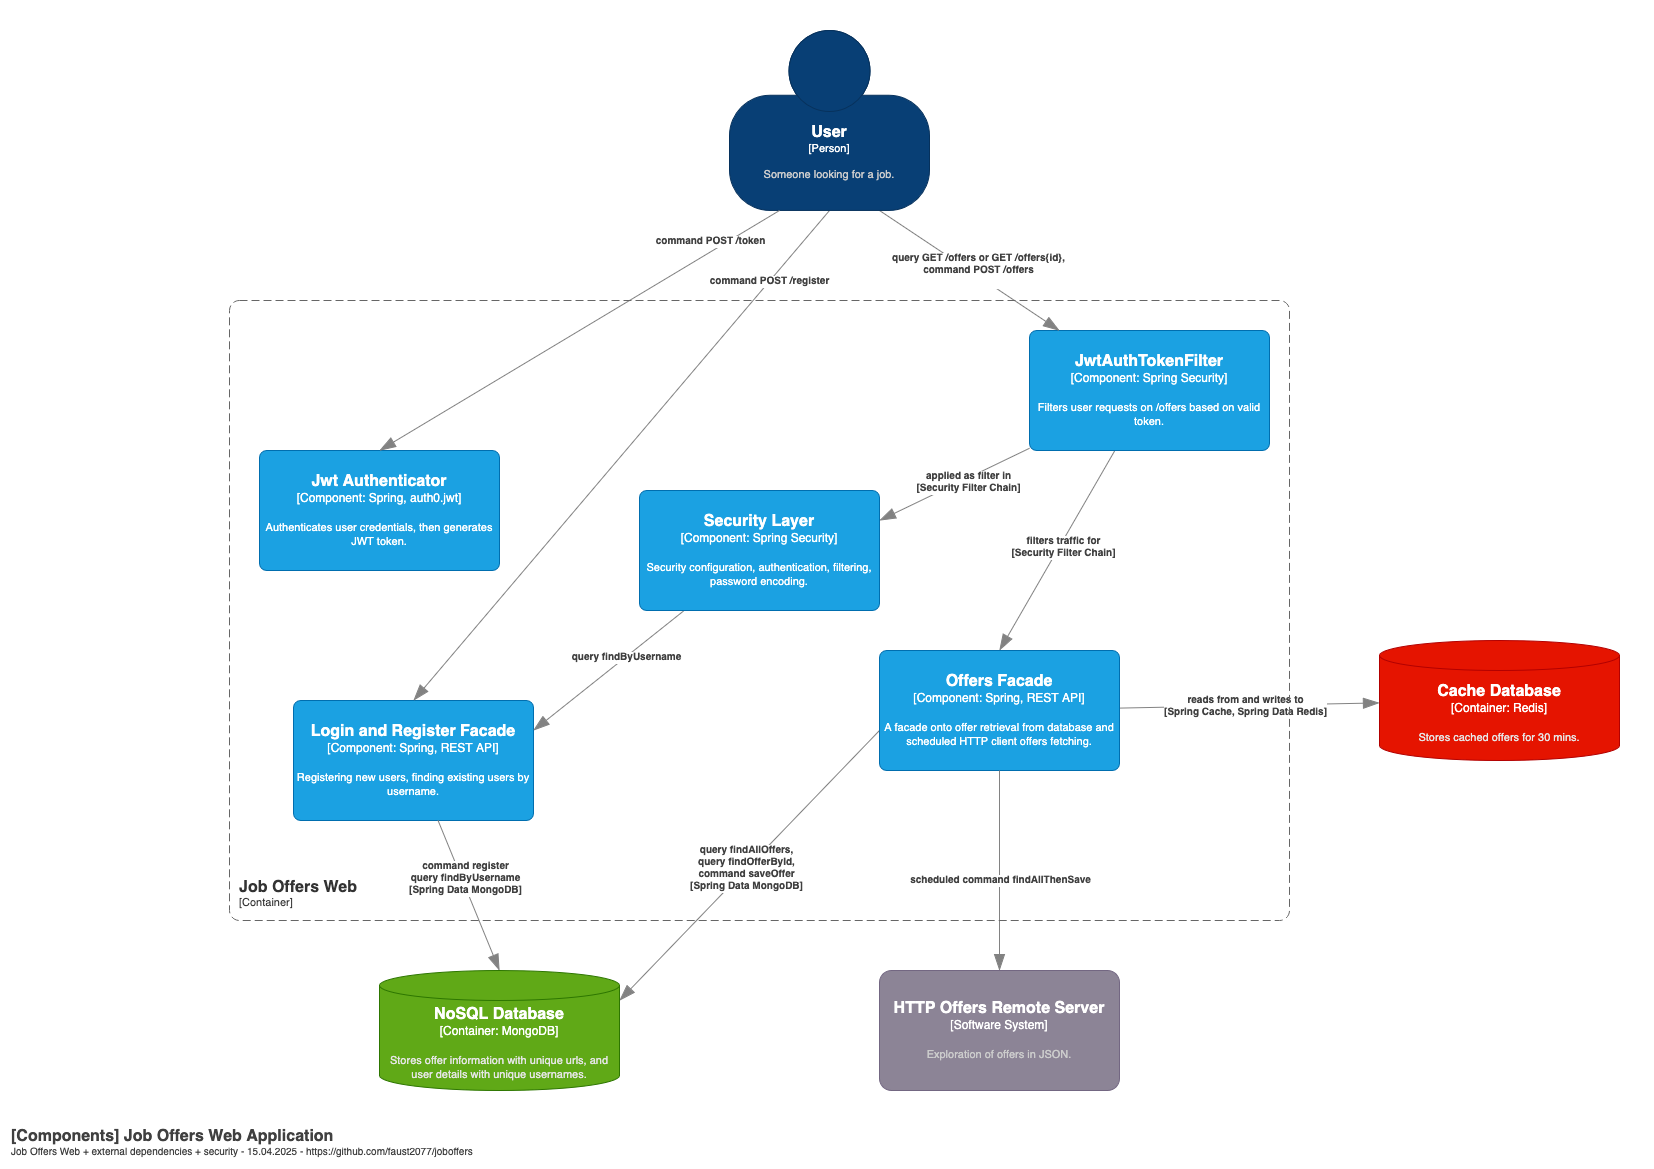 User
[Person]
Someone looking for a job.
command POST /token
command POST /register
query GET /offers or GET /offers{id},
command POST /offers
JwtAuthTokenFilter
[Component: Spring Security]
Filters user requests on /offers based on valid
token.
Jwt Authenticator
[Component: Spring, auth0.jwt]
Authenticates user credentials, then generates
JWT token.
applied as filter in
[Security Filter Chain]
Security Layer
[Component: Spring Security]
Security configuration, authentication, filtering,
password encoding.
filters traffic for
[Security Filter Chain]
query findByUsername
Offers Facade
[Component: Spring, REST API]
A facade onto offer retrieval from database and
scheduled HTTP client offers fetching.
reads from and writes to
[Spring Cache, Spring Data Redis]
Cache Database
[Container: Redis]
Stores cached offers for 30 mins.
Login and Register Facade
[Component: Spring, REST API]
Registering new users, finding existing users by
username.
command register
query findByUsername
[Spring Data MongoDB]
query findAllOffers,
query findOfferById,
command saveOffer
[Spring Data MongoDB]
scheduled command findAllThenSave
Job Offers Web
[Container]
NoSQL Database
[Container: MongoDB]
Stores offer information with unique urls, and
user details with unique usernames.
HTTP Offers Remote Server
[Software System]
Exploration of offers in JSON.
[Components] Job Offers Web Application
Job Offers Web + external dependencies + security - 15.04.2025 - https://github.com/faust2077/joboffers